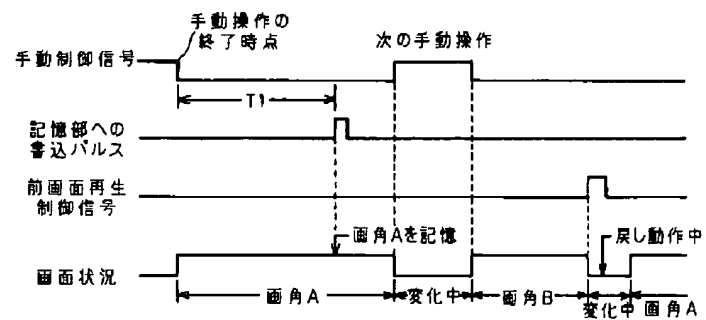 手動操作の
終了時点
次の手動操作
手動制御信号
T1
記憶部への
書込パルス
前画面再生
制御信号
画角Aを記憶
戻し動作中
画面状況
画角A
変化中
画角B
変化中
画角A